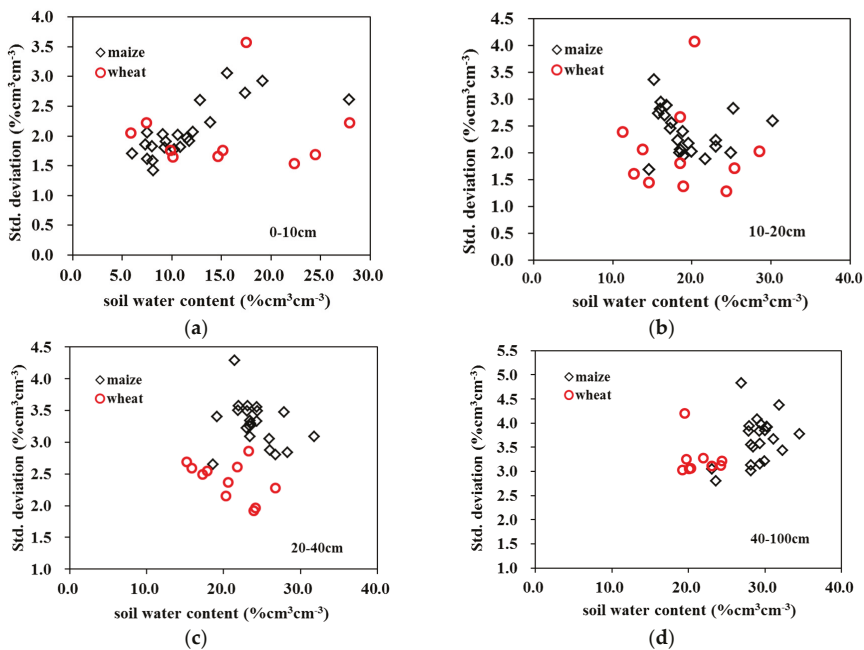 4.0
3.5
3.0
2.5
2.0
1.5
1.0
0.5
0.0
Std. deviation (%cm³cm⁻³)
maize
wheat
0-10cm
0.0 5.0 10.0 15.0 20.0 25.0 30.0
soil water content (%cm³cm⁻³)
(a)
4.5
4.0
3.5
3.0
2.5
2.0
1.5
1.0
0.5
0.0
Std. deviation (%cm³cm⁻³)
maize
wheat
10-20cm
0.0 10.0 20.0 30.0 40.0
soil water content (%cm³cm⁻³)
(b)
4.5
4.0
3.5
3.0
2.5
2.0
1.5
1.0
Std. deviation (%cm³cm⁻³)
maize
wheat
20-40cm
0.0 10.0 20.0 30.0 40.0
soil water content (%cm³cm⁻³)
(c)
5.5
5.0
4.5
4.0
3.5
3.0
2.5
2.0
1.5
1.0
Std. deviation (%cm³cm⁻³)
maize
wheat
40-100cm
0.0 10.0 20.0 30.0 40.0
soil water content (%cm³cm⁻³)
(d)